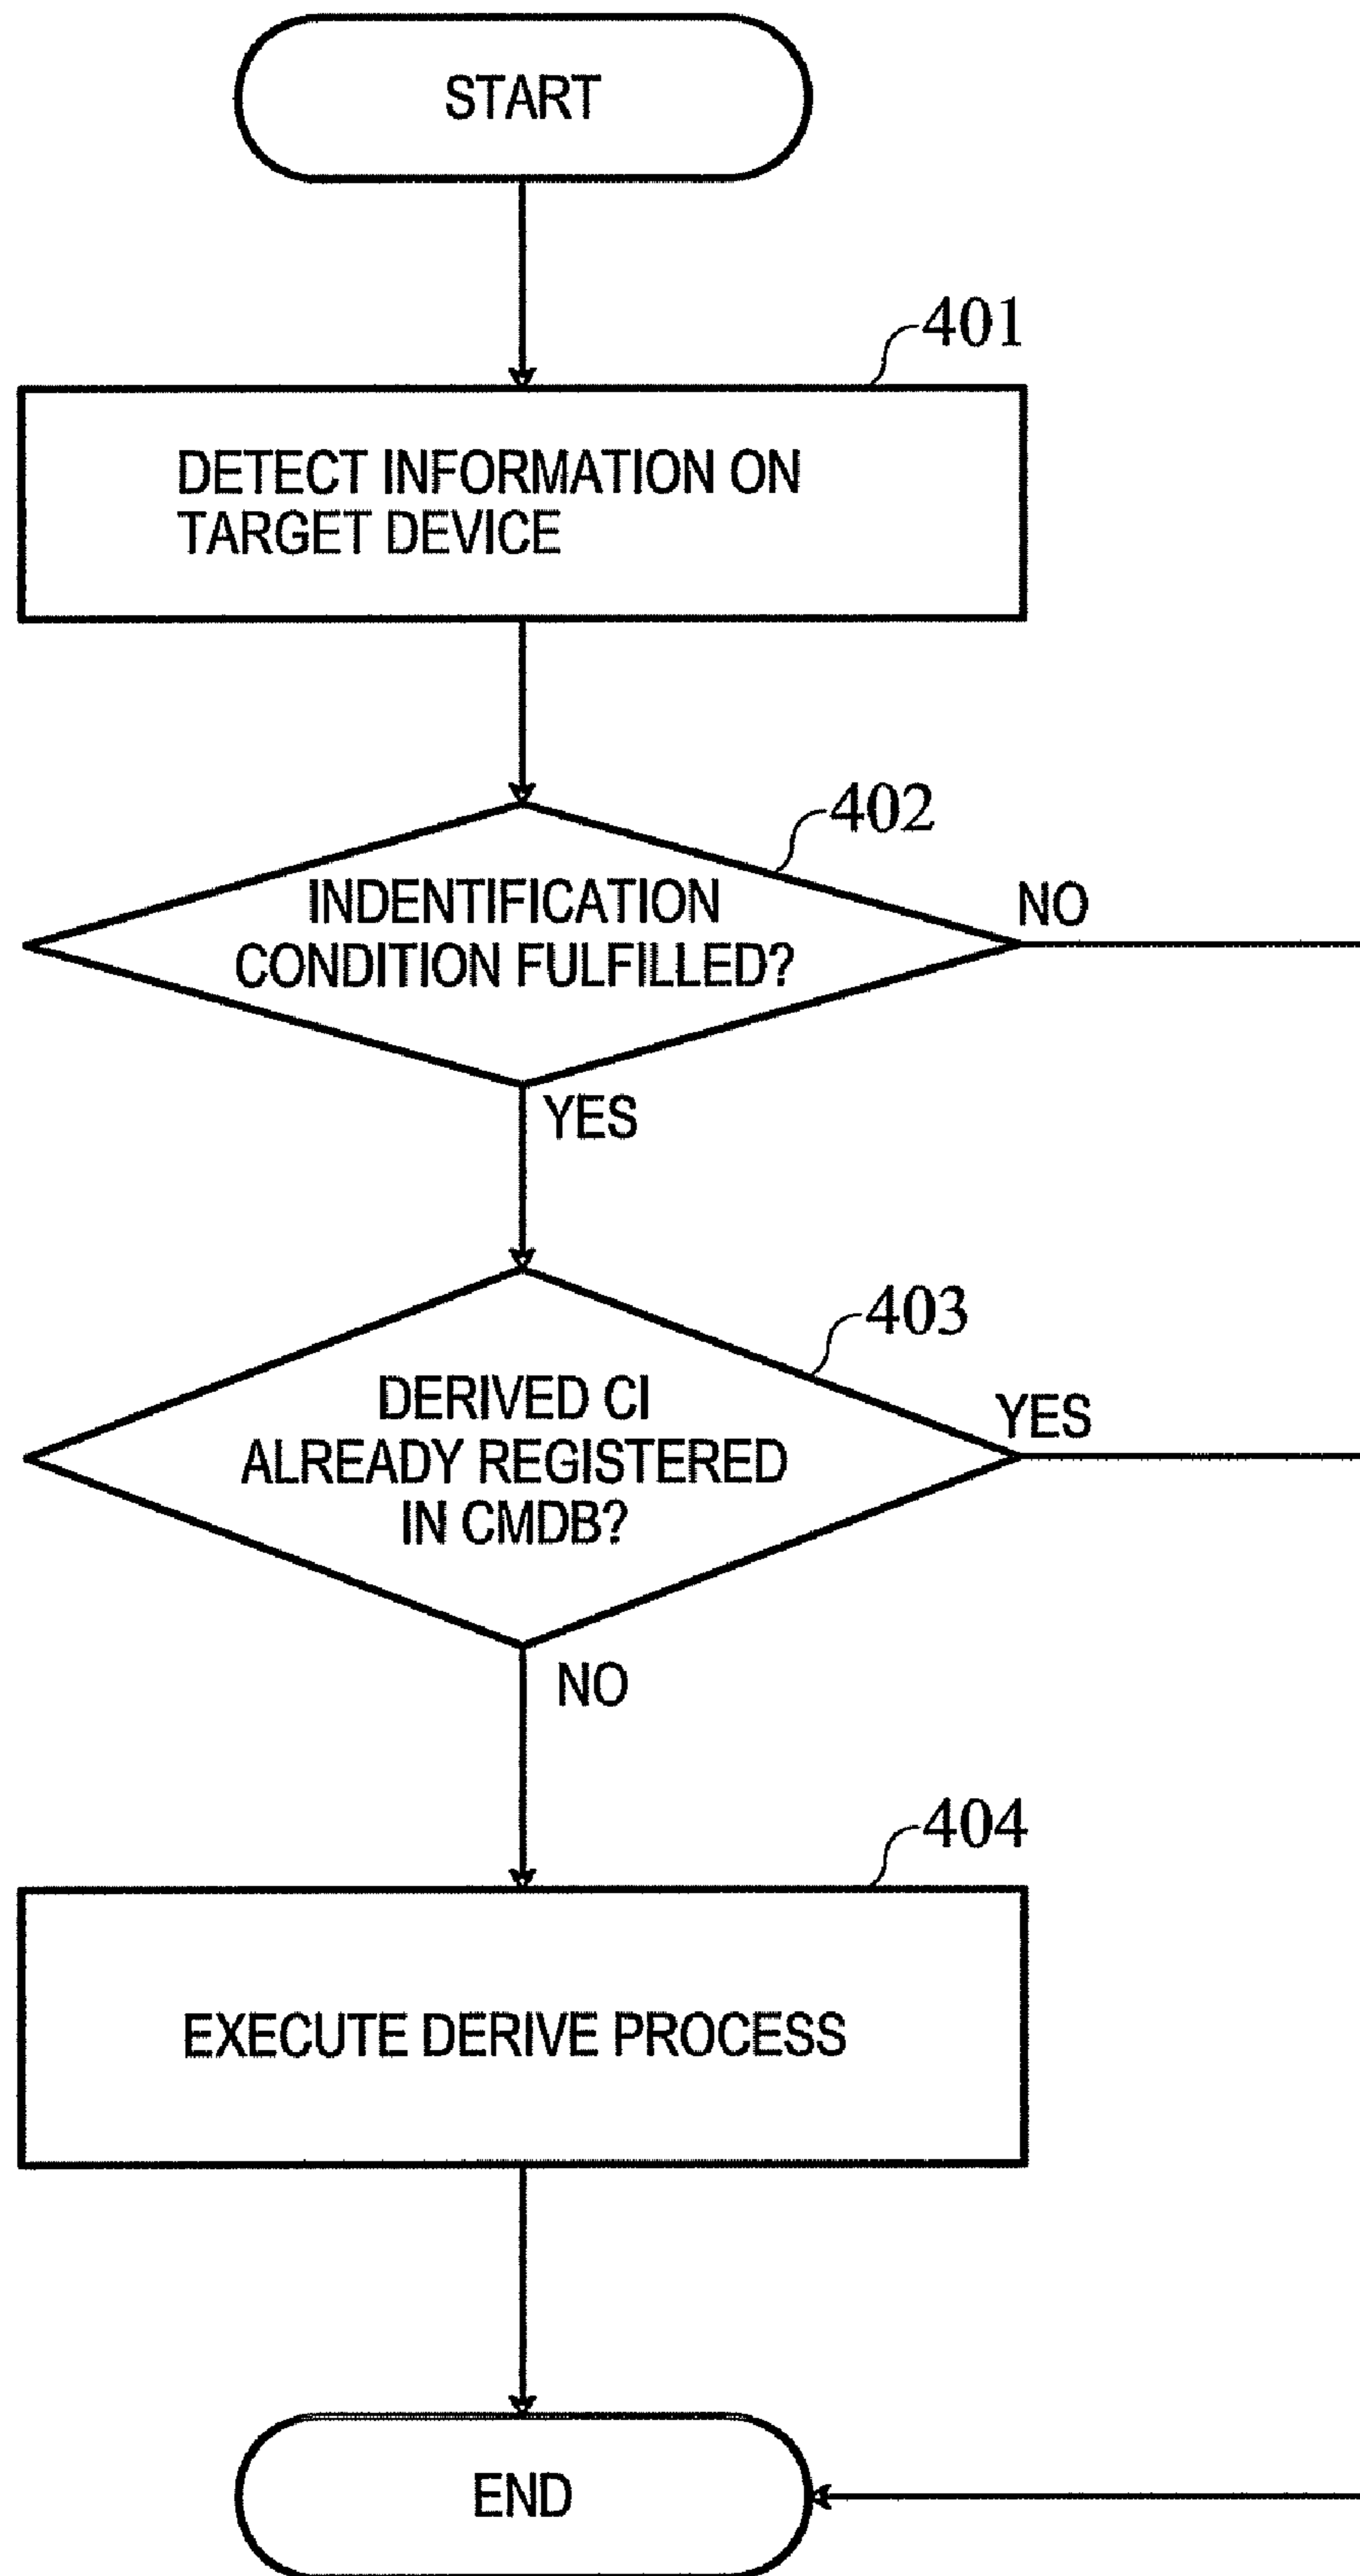 START
401
DETECT INFORMATION ON
TARGET DEVICE
402
INDENTIFICATION
CONDITION FULFILLED?
NO
YES
403
DERIVED CI
ALREADY REGISTERED
IN CMDB?
YES
NO
404
EXECUTE DERIVE PROCESS
END